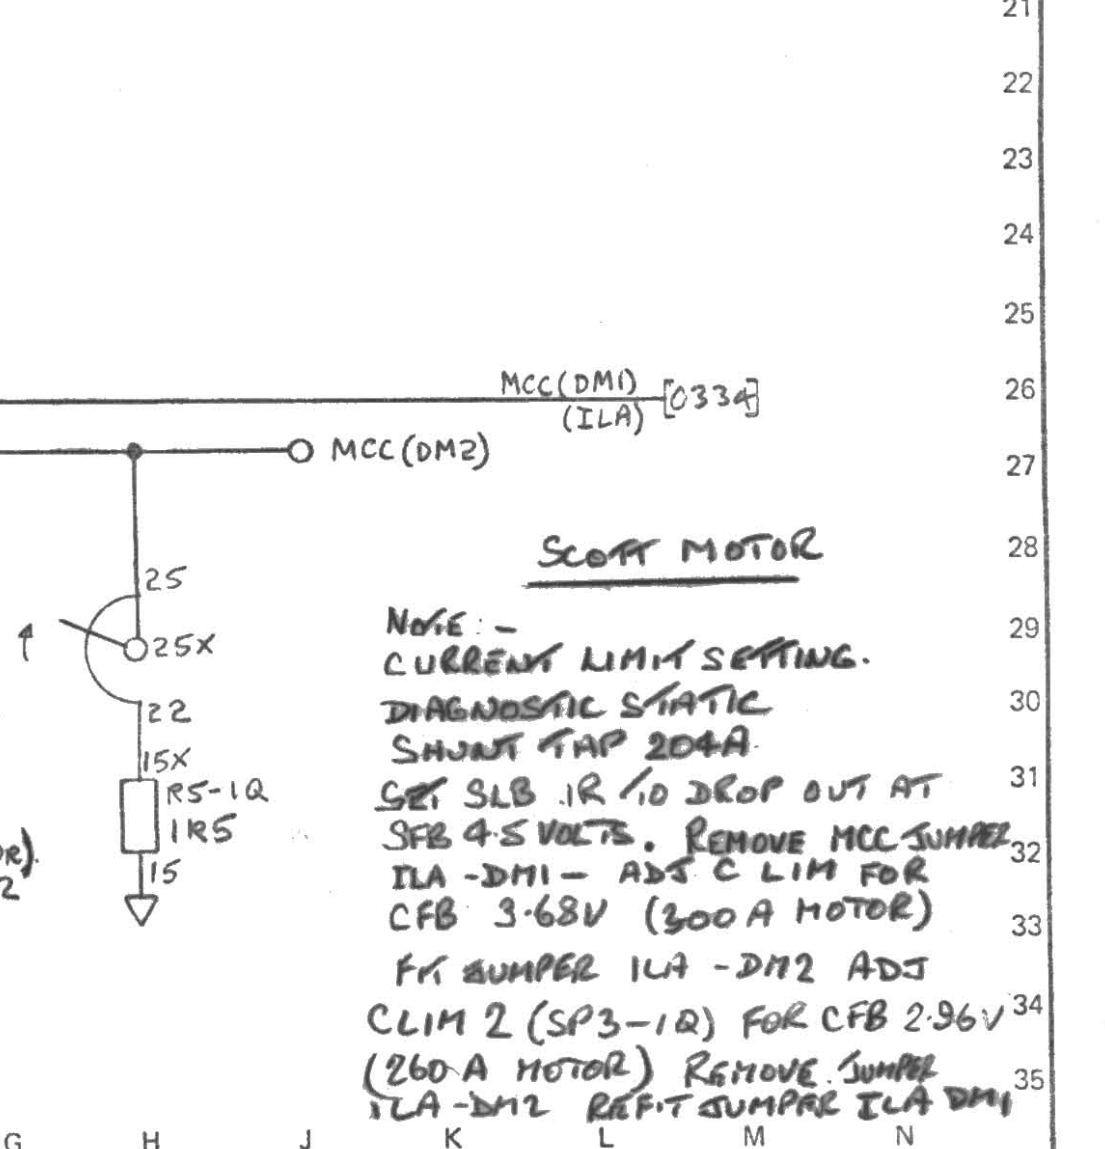 21
22
23
24
25
MCC(DM1)
(ILA)
[0334]
26
MCC(DM2)
27
SCOTT MOTOR
28
25
25X
22
15X
R5-1Q
1R5
15
OR).
2
NOTE:-
29
CURRENT LIMIT SETTING.
DIAGNOSTIC STATIC
30
SHUNT TAP 204A.
31
SET SLB .1R /10 DROP OUT AT
SFB 4.5 VOLTS. REMOVE MCC JUMPER
32
ILA -DM1- ADJ C LIM FOR
CFB 3.68V (300A MOTOR)
33
FIT JUMPER ILA -DM2 ADJ
34
CLIM 2 (SP3-1Q) FOR CFB 2.96V
(260A MOTOR) REMOVE JUMPER
35
ILA-DM2 REFIT JUMPER ILA DM1
G H J K L M N